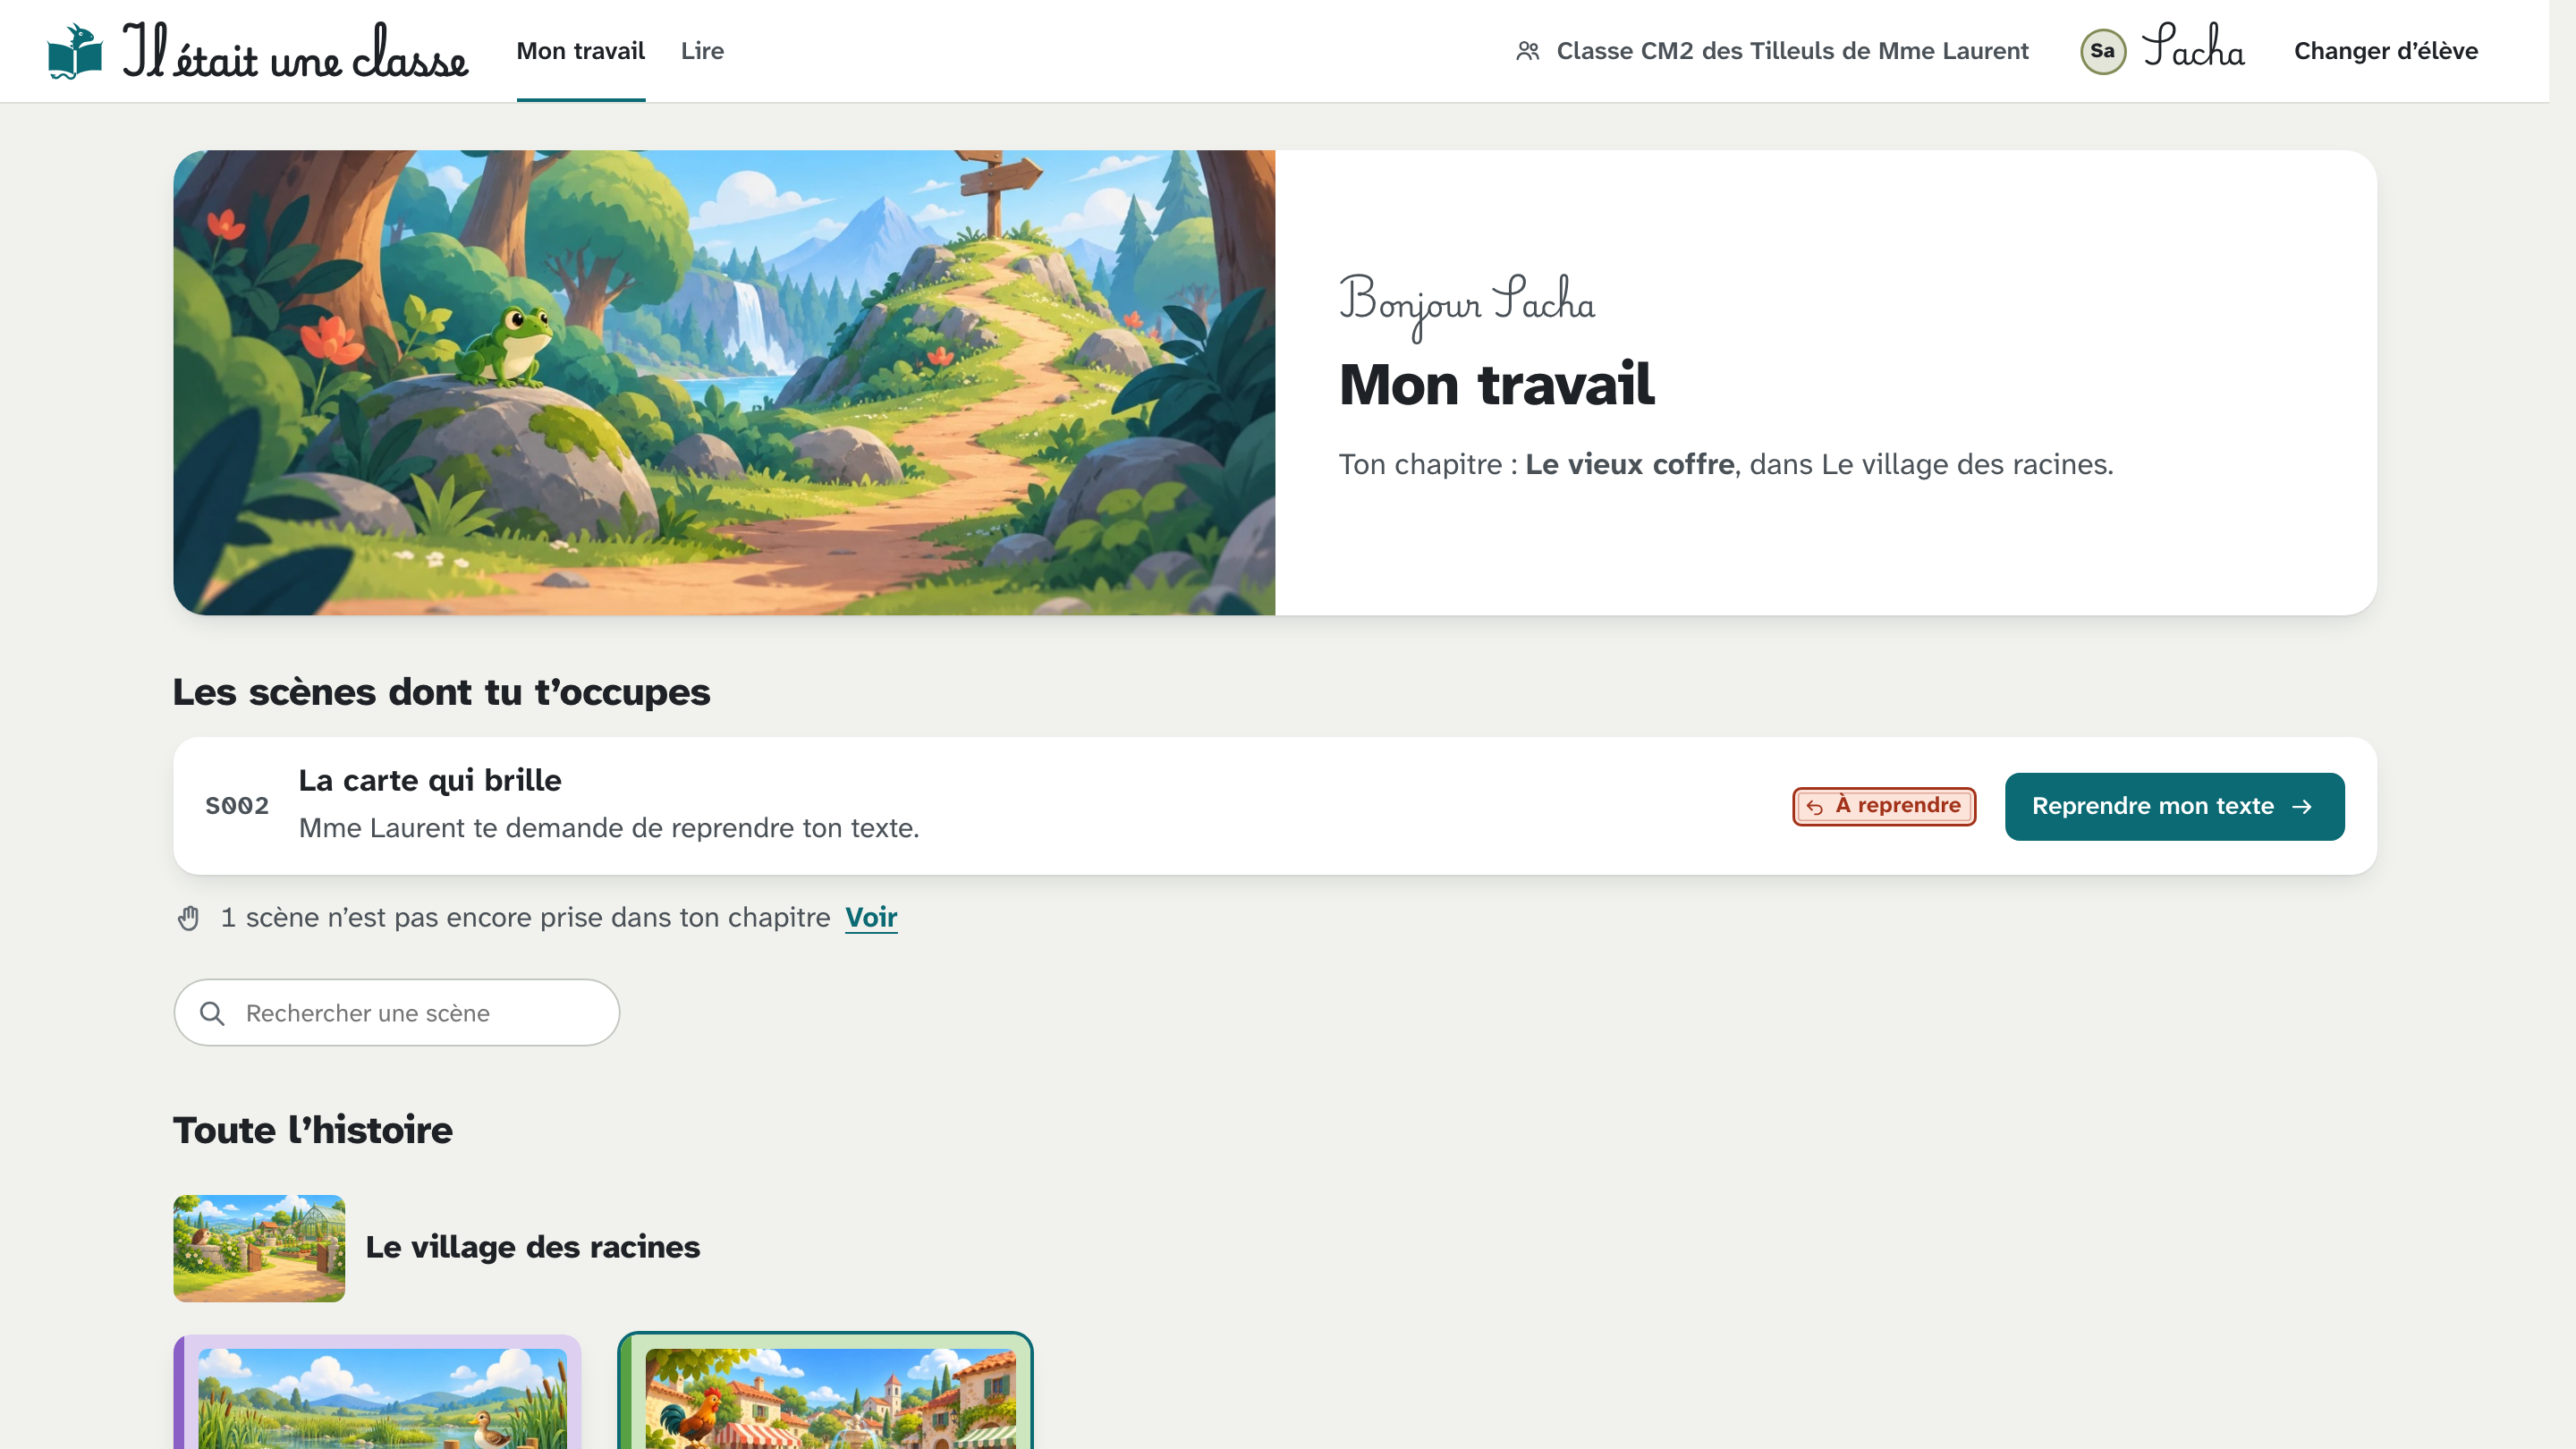 Il était une classe
Mon travail
Lire
Classe CM2 des Tilleuls de Mme Laurent
Sa
Sacha
Changer d’élève
Bonjour Sacha
Mon travail
Ton chapitre : Le vieux coffre, dans Le village des racines.
Les scènes dont tu t’occupes
S002
La carte qui brille
Mme Laurent te demande de reprendre ton texte.
À reprendre
Reprendre mon texte
1 scène n’est pas encore prise dans ton chapitre Voir
Rechercher une scène
Toute l’histoire
Le village des racines